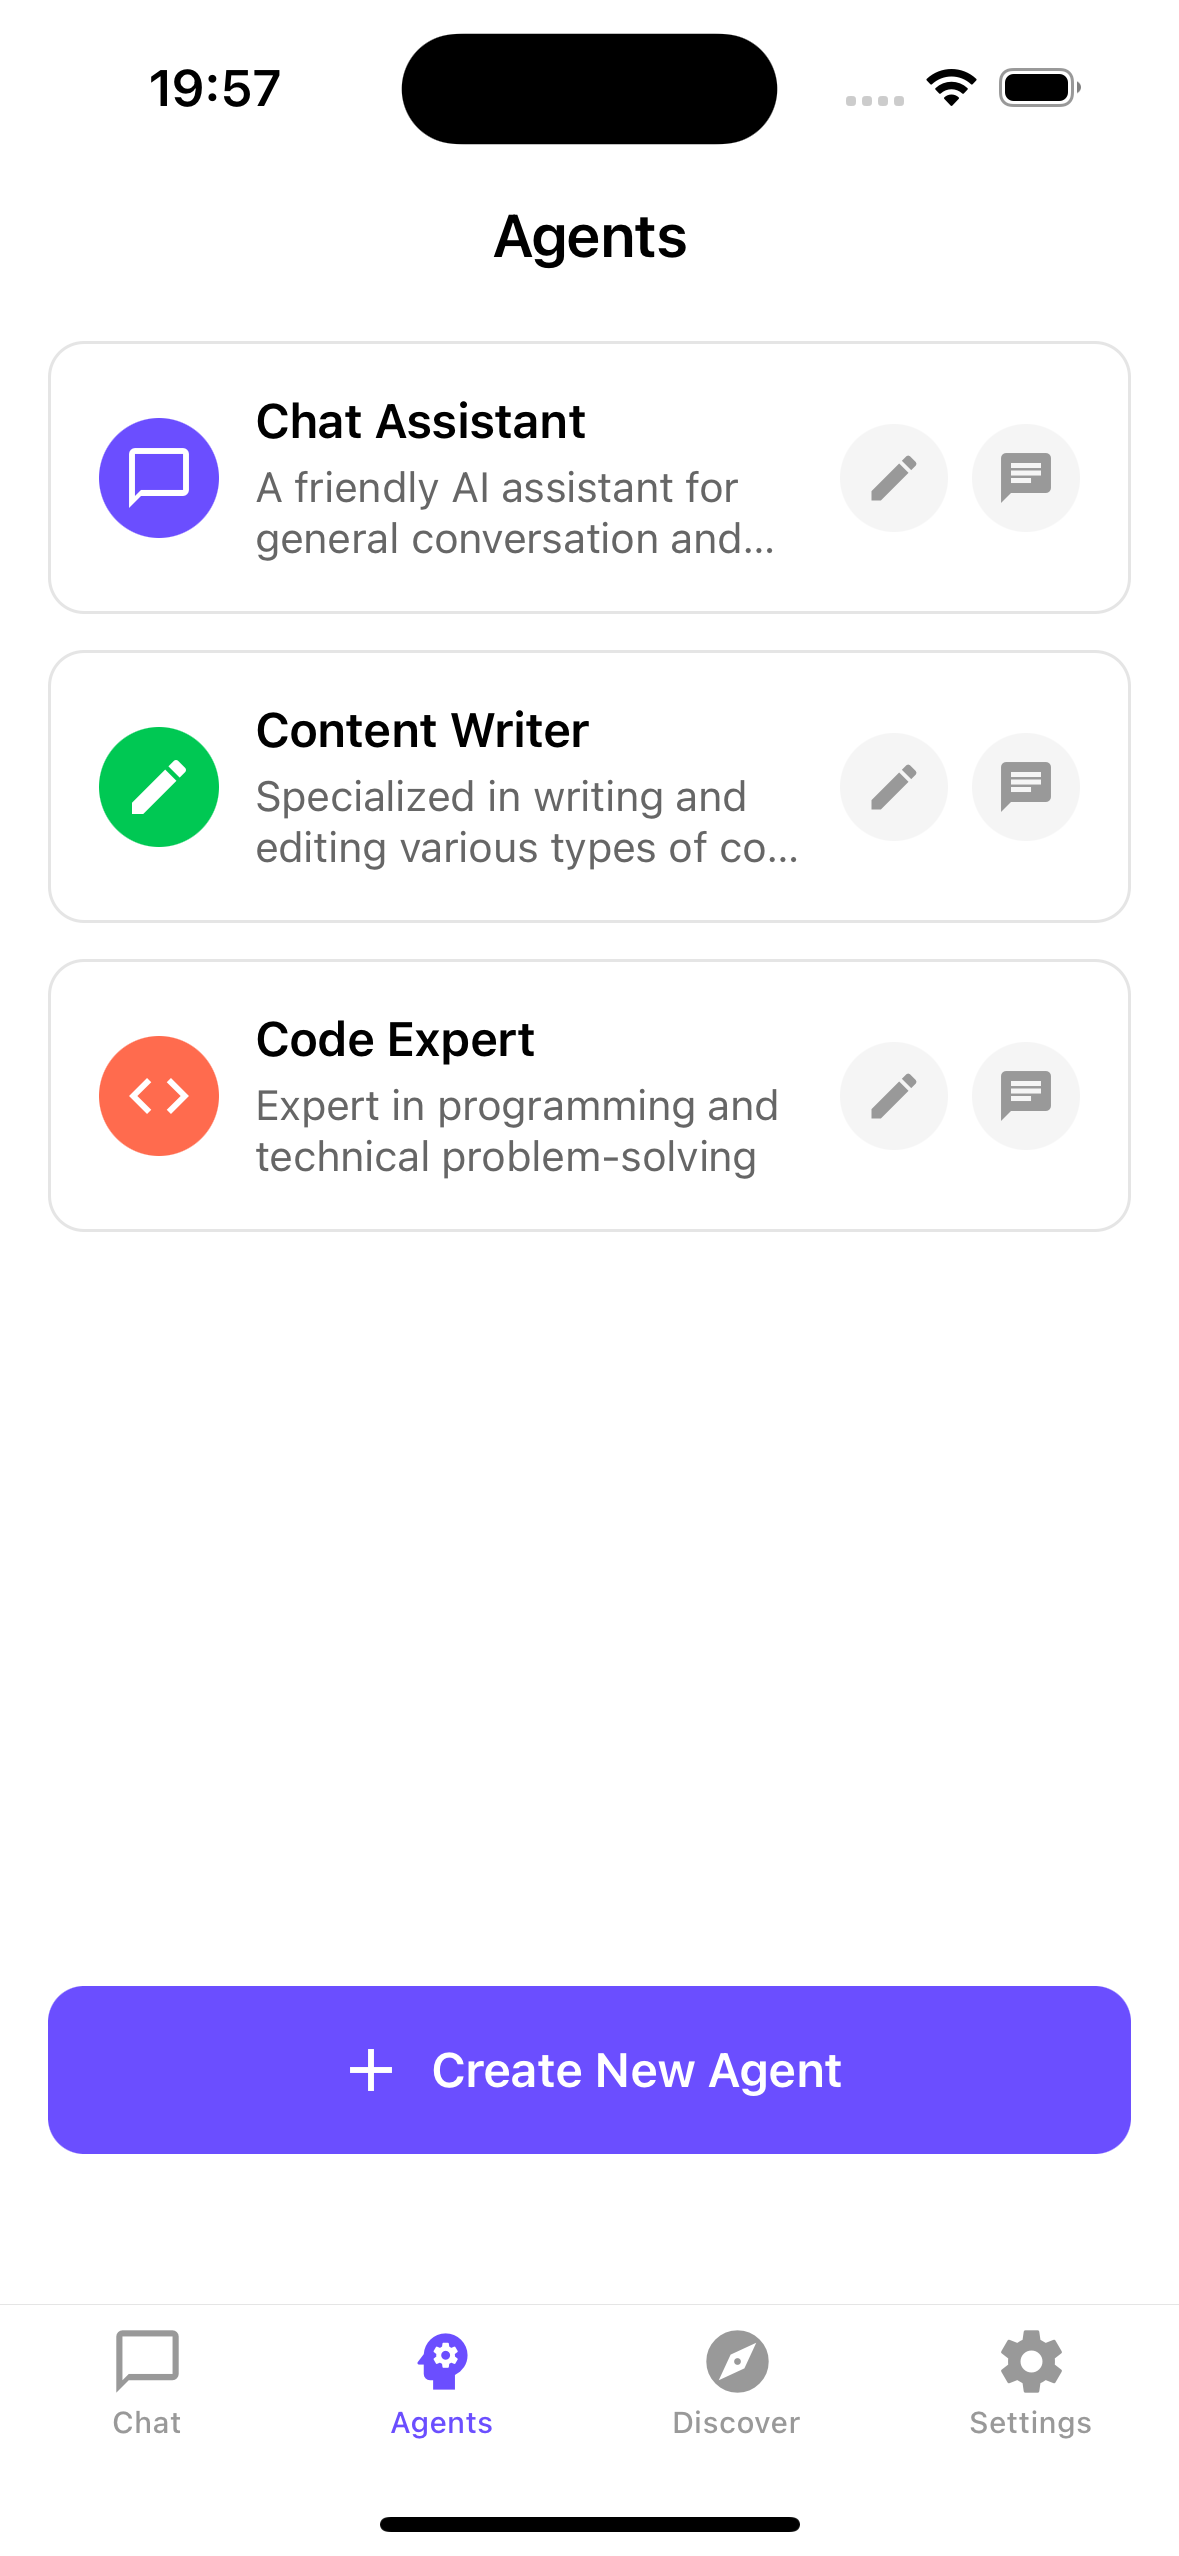 19:57
Agents
Chat Assistant
A friendly AI assistant for
general conversation and...
Content Writer
Specialized in writing and
editing various types of co...
Code Expert
Expert in programming and
technical problem-solving
Create New Agent
Chat
Agents
Discover
Settings